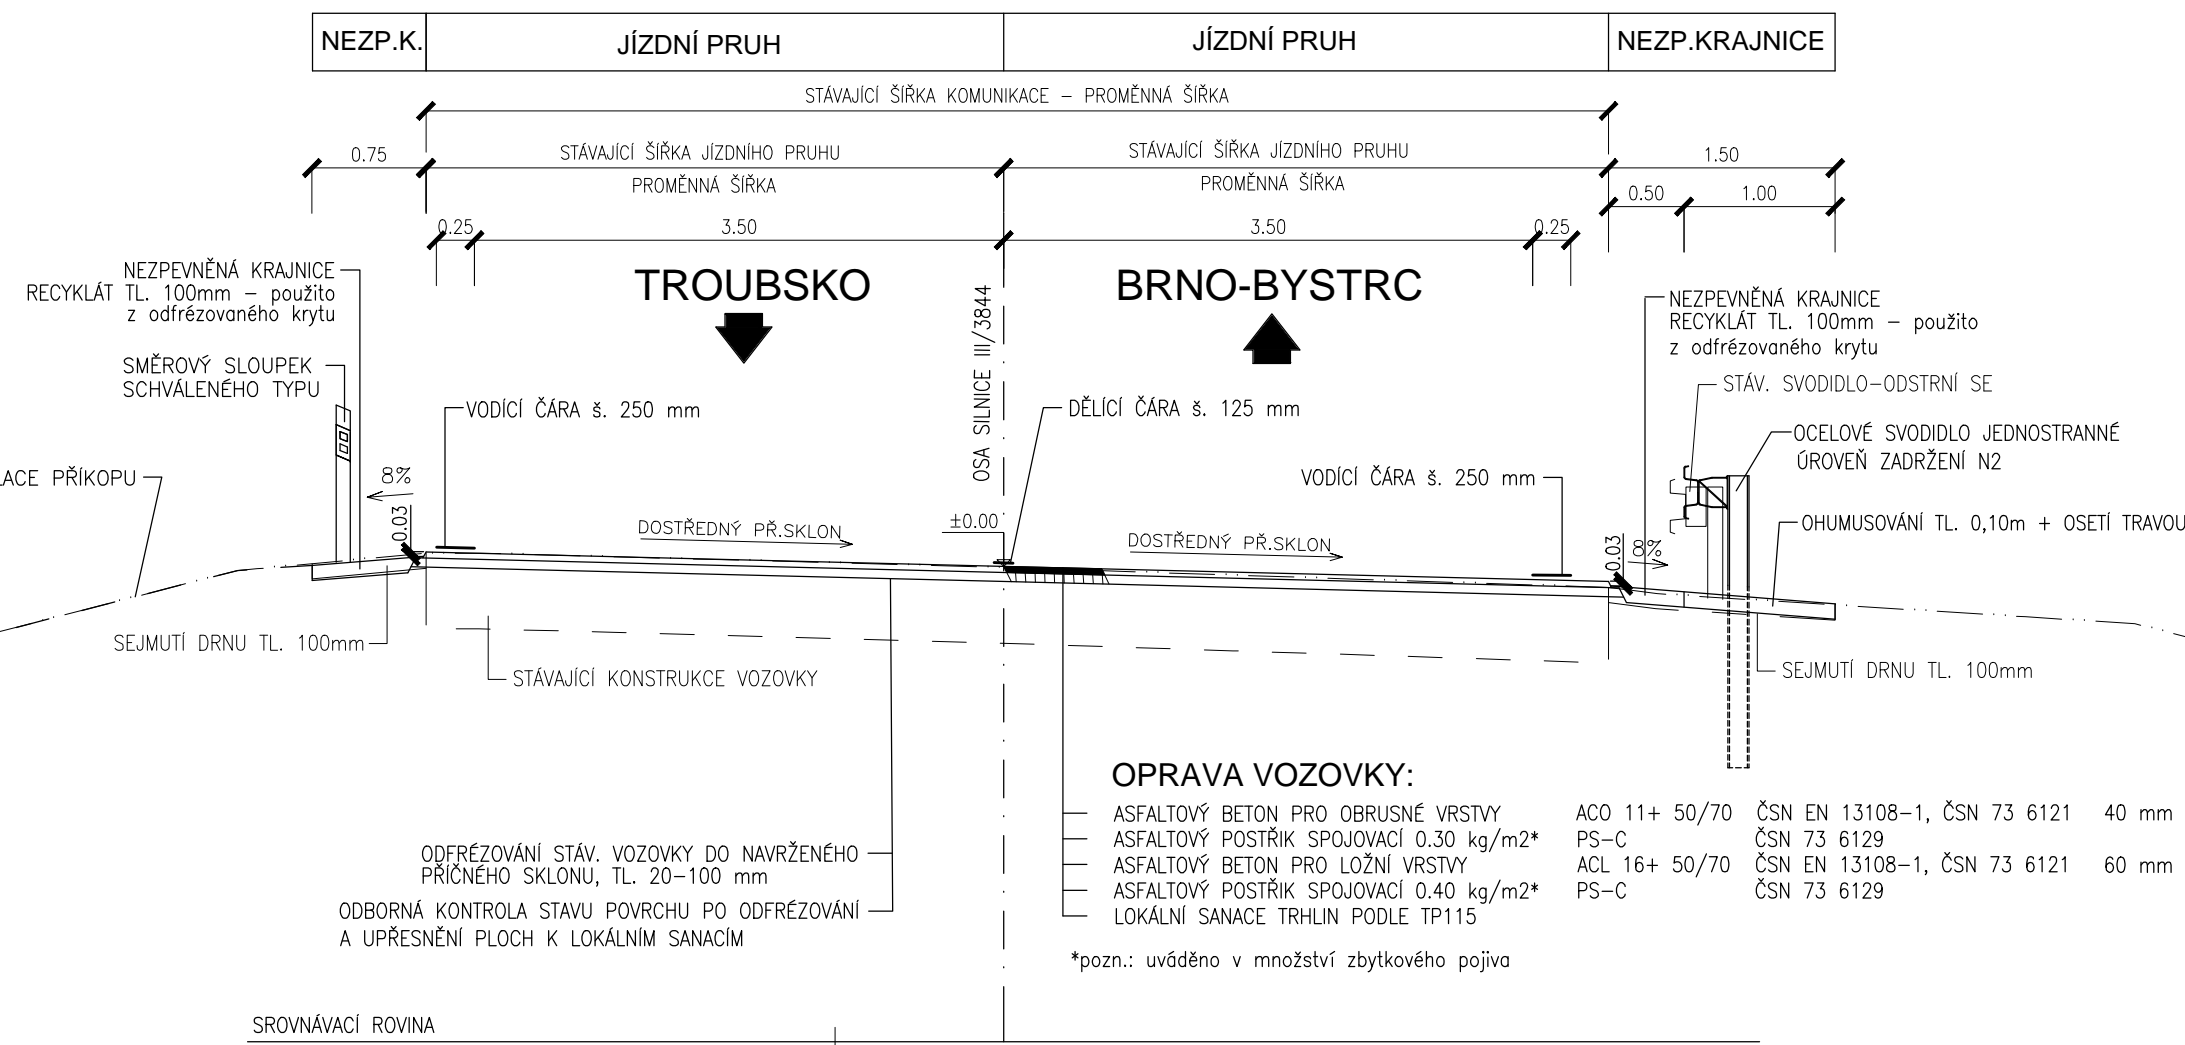 NEZP.K.
JÍZDNÍ PRUH
JÍZDNÍ PRUH
NEZP.KRAJNICE
STÁVAJÍCÍ ŠÍŘKA KOMUNIKACE – PROMĚNNÁ ŠÍŘKA
0.75
STÁVAJÍCÍ ŠÍŘKA JÍZDNÍHO PRUHU
PROMĚNNÁ ŠÍŘKA
STÁVAJÍCÍ ŠÍŘKA JÍZDNÍHO PRUHU
PROMĚNNÁ ŠÍŘKA
1.50
0.50
1.00
0.25
3.50
3.50
0.25
TROUBSKO
BRNO-BYSTRC
OSA SILNICE III/3844
NEZPEVNĚNÁ KRAJNICE
RECYKLÁT TL. 100mm – použito
z odfrézovaného krytu
SMĚROVÝ SLOUPEK
SCHVÁLENÉHO TYPU
LACE PŘÍKOPU
8%
0.03
VODÍCÍ ČÁRA š. 250 mm
DĚLÍCÍ ČÁRA š. 125 mm
VODÍCÍ ČÁRA š. 250 mm
NEZPEVNĚNÁ KRAJNICE
RECYKLÁT TL. 100mm – použito
z odfrézovaného krytu
STÁV. SVODIDLO-ODSTRNÍ SE
OCELOVÉ SVODIDLO JEDNOSTRANNÉ
ÚROVEŇ ZADRŽENÍ N2
OHUMUSOVÁNÍ TL. 0,10m + OSETÍ TRAVOU
DOSTŘEDNÝ PŘ.SKLON
±0.00
DOSTŘEDNÝ PŘ.SKLON
0.03
8%
SEJMUTÍ DRNU TL. 100mm
STÁVAJÍCÍ KONSTRUKCE VOZOVKY
SEJMUTÍ DRNU TL. 100mm
ODFRÉZOVÁNÍ STÁV. VOZOVKY DO NAVRŽENÉHO
PŘÍČNÉHO SKLONU, TL. 20–100 mm
ODBORNÁ KONTROLA STAVU POVRCHU PO ODFRÉZOVÁNÍ
A UPŘESNĚNÍ PLOCH K LOKÁLNÍM SANACÍM
OPRAVA VOZOVKY:
ASFALTOVÝ BETON PRO OBRUSNÉ VRSTVY ACO 11+ 50/70 ČSN EN 13108–1, ČSN 73 6121 40 mm
ASFALTOVÝ POSTŘIK SPOJOVACÍ 0.30 kg/m2* PS–C ČSN 73 6129
ASFALTOVÝ BETON PRO LOŽNÍ VRSTVY ACL 16+ 50/70 ČSN EN 13108–1, ČSN 73 6121 60 mm
ASFALTOVÝ POSTŘIK SPOJOVACÍ 0.40 kg/m2* PS–C ČSN 73 6129
LOKÁLNÍ SANACE TRHLIN PODLE TP115
*pozn.: uváděno v množství zbytkového pojiva
SROVNÁVACÍ ROVINA